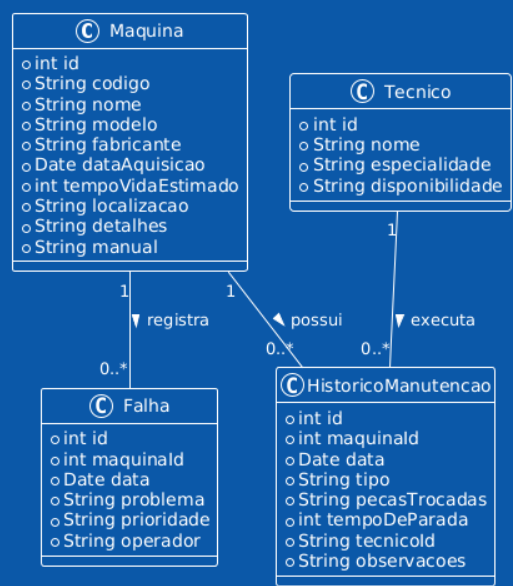 C Maquina
int id
String codigo
String nome
String modelo
String fabricante
Date dataAquisicao
int tempoVidaEstimado
String localizacao
String detalhes
String manual
C Tecnico
int id
String nome
String especialidade
String disponibilidade
1
1
1
registra
possui
executa
0..*
0..*
0..*
C Falha
int id
int maquinaId
Date data
String problema
String prioridade
String operador
C HistoricoManutencao
int id
int maquinaId
Date data
String tipo
String pecasTrocadas
int tempoDeParada
String tecnicoId
String observacoes